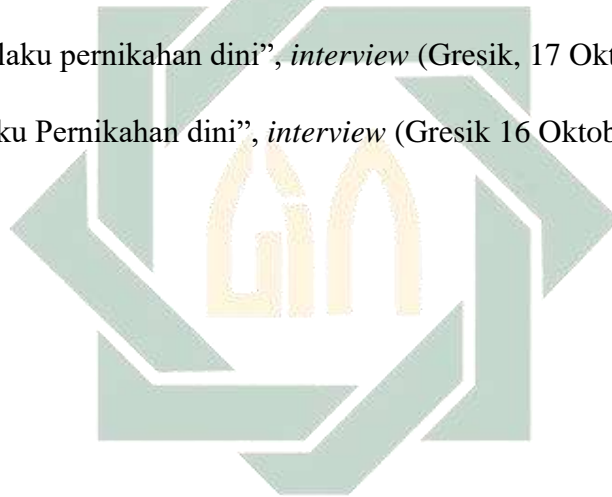 laku pernikahan dini”, interview (Gresik, 17 Okt
ku Pernikahan dini”, interview (Gresik 16 Oktob